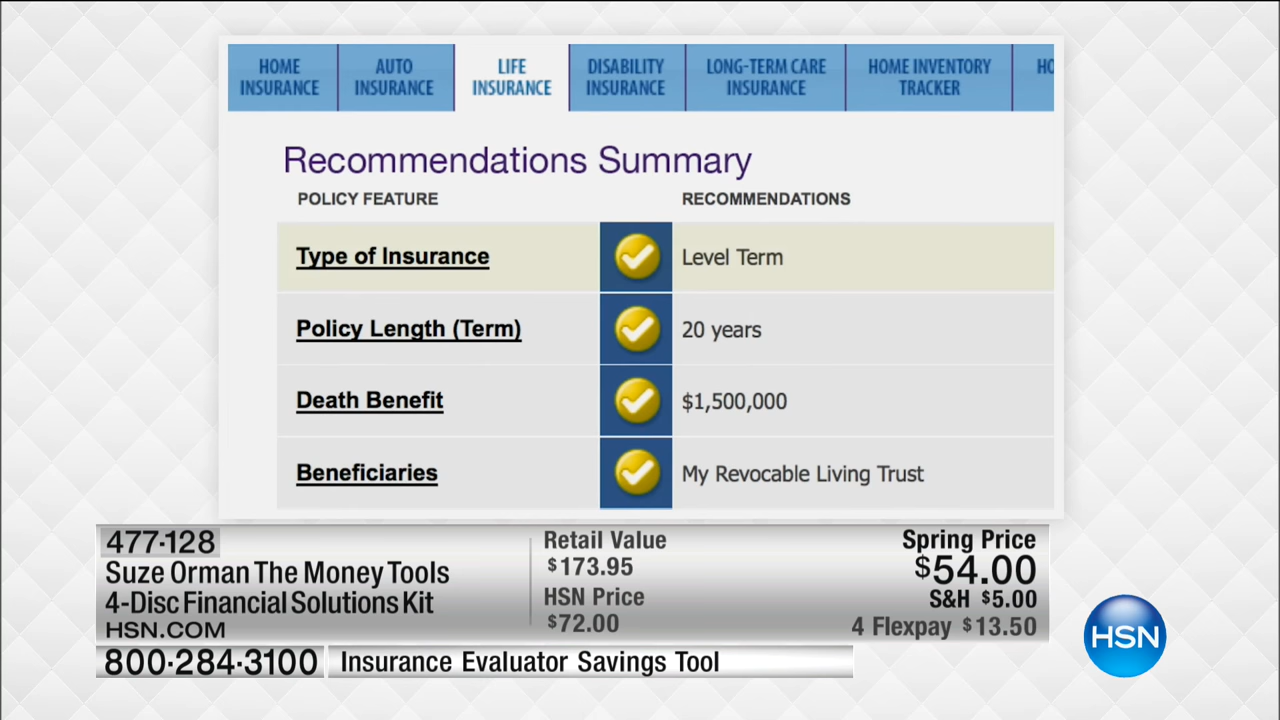 HOME INSURANCE
AUTO INSURANCE
LIFE INSURANCE
DISABILITY INSURANCE
LONG-TERM CARE INSURANCE
HOME INVENTORY TRACKER
Recommendations Summary
POLICY FEATURE RECOMMENDATIONS
Type of Insurance Level Term
Policy Length (Term) 20 years
Death Benefit $1,500,000
Beneficiaries My Revocable Living Trust
477-128
Suze Orman The Money Tools
4-Disc Financial Solutions Kit
HSN.COM
Retail Value
$173.95
HSN Price
$72.00
Spring Price
$54.00
S&H $5.00
4 Flexpay $13.50
HSN
800-284-3100 Insurance Evaluator Savings Tool